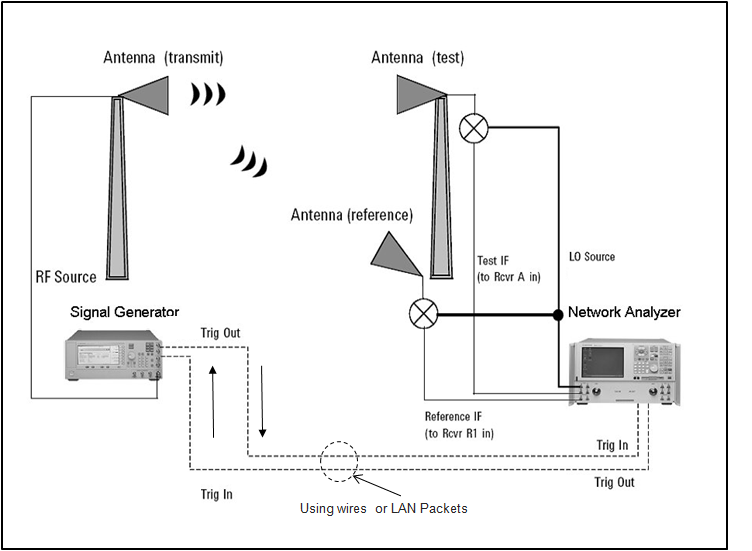 Antenna (transmit)
Antenna (test)
Antenna (reference)
RF Source
Test IF
(to Rcvr A in)
LO Source
Signal Generator
Network Analyzer
Trig Out
Reference IF
(to Rcvr R1 in)
Trig In
Trig Out
Trig In
Using wires or LAN Packets